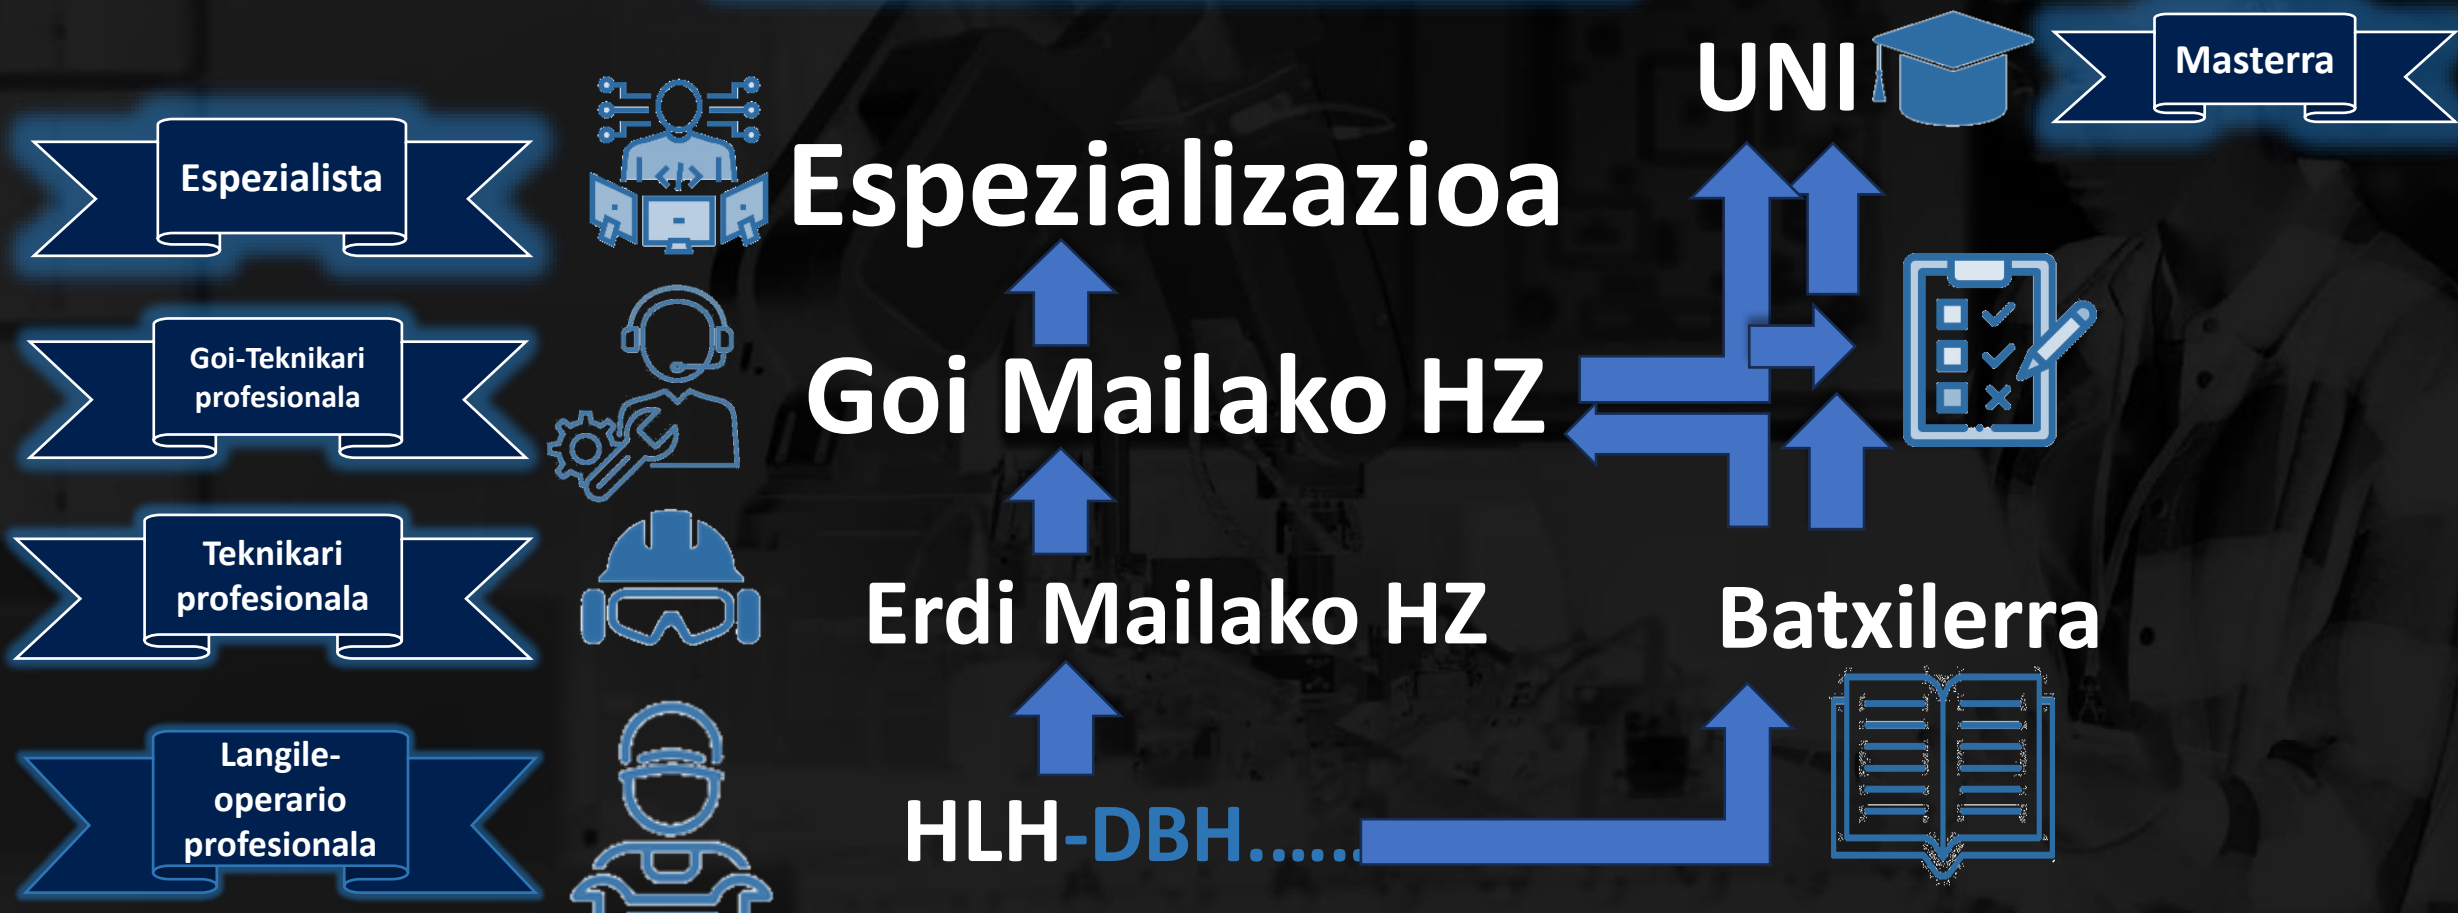 UNI
Masterra
Espezialista
Espezializazioa
Goi-Teknikari
profesionala
Goi Mailako HZ
Teknikari
profesionala
Erdi Mailako HZ
Batxilerra
Langile-
operario
profesionala
HLH-DBH......